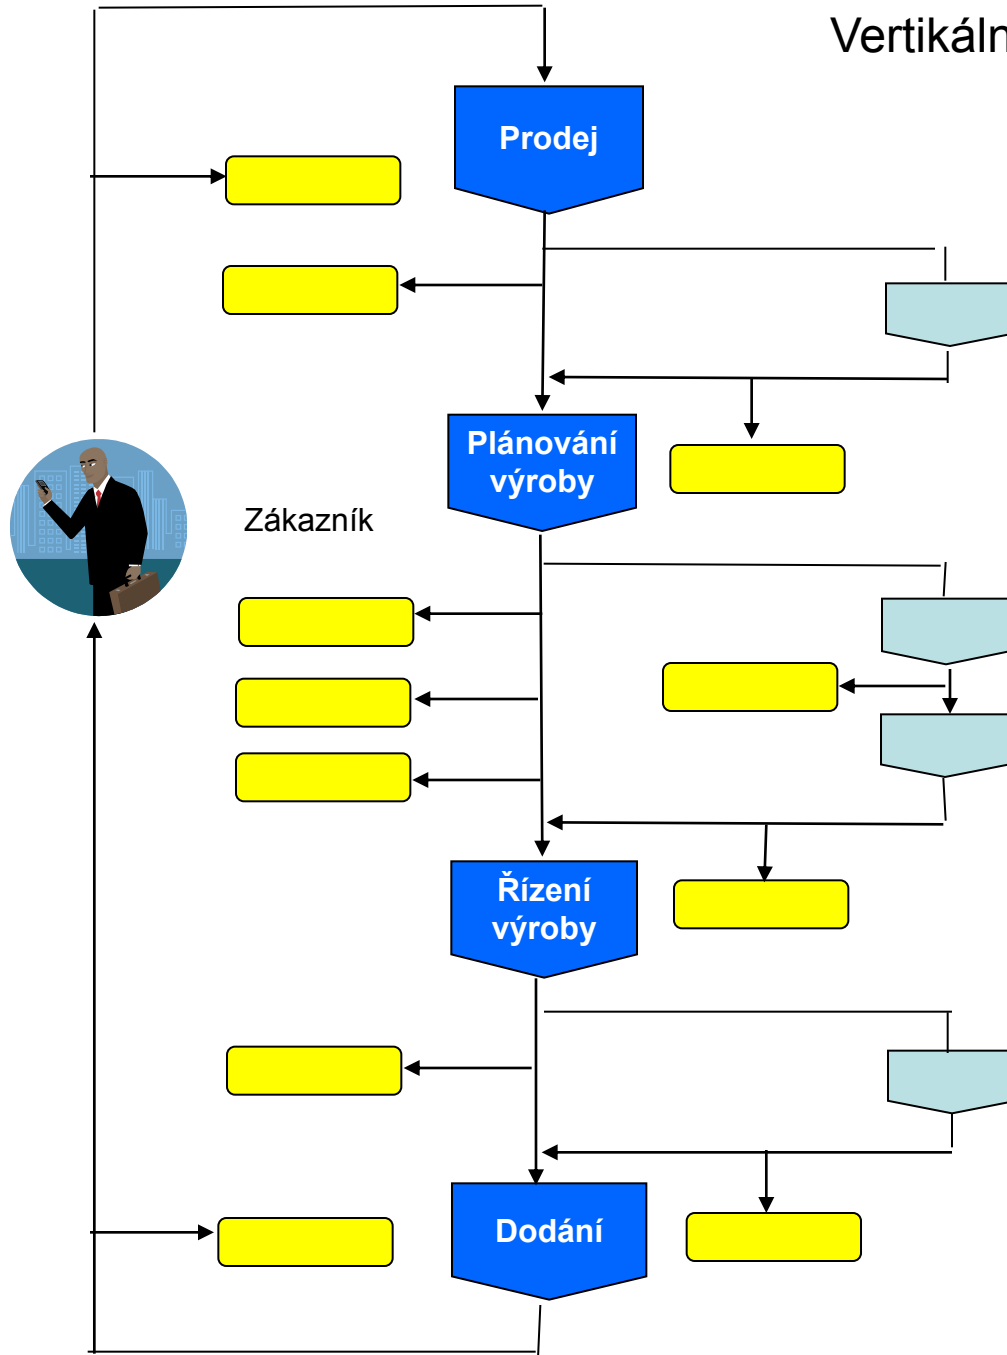 Vertikáln
Prodej
Plánování
výroby
Zákazník
Řízení
výroby
Dodání